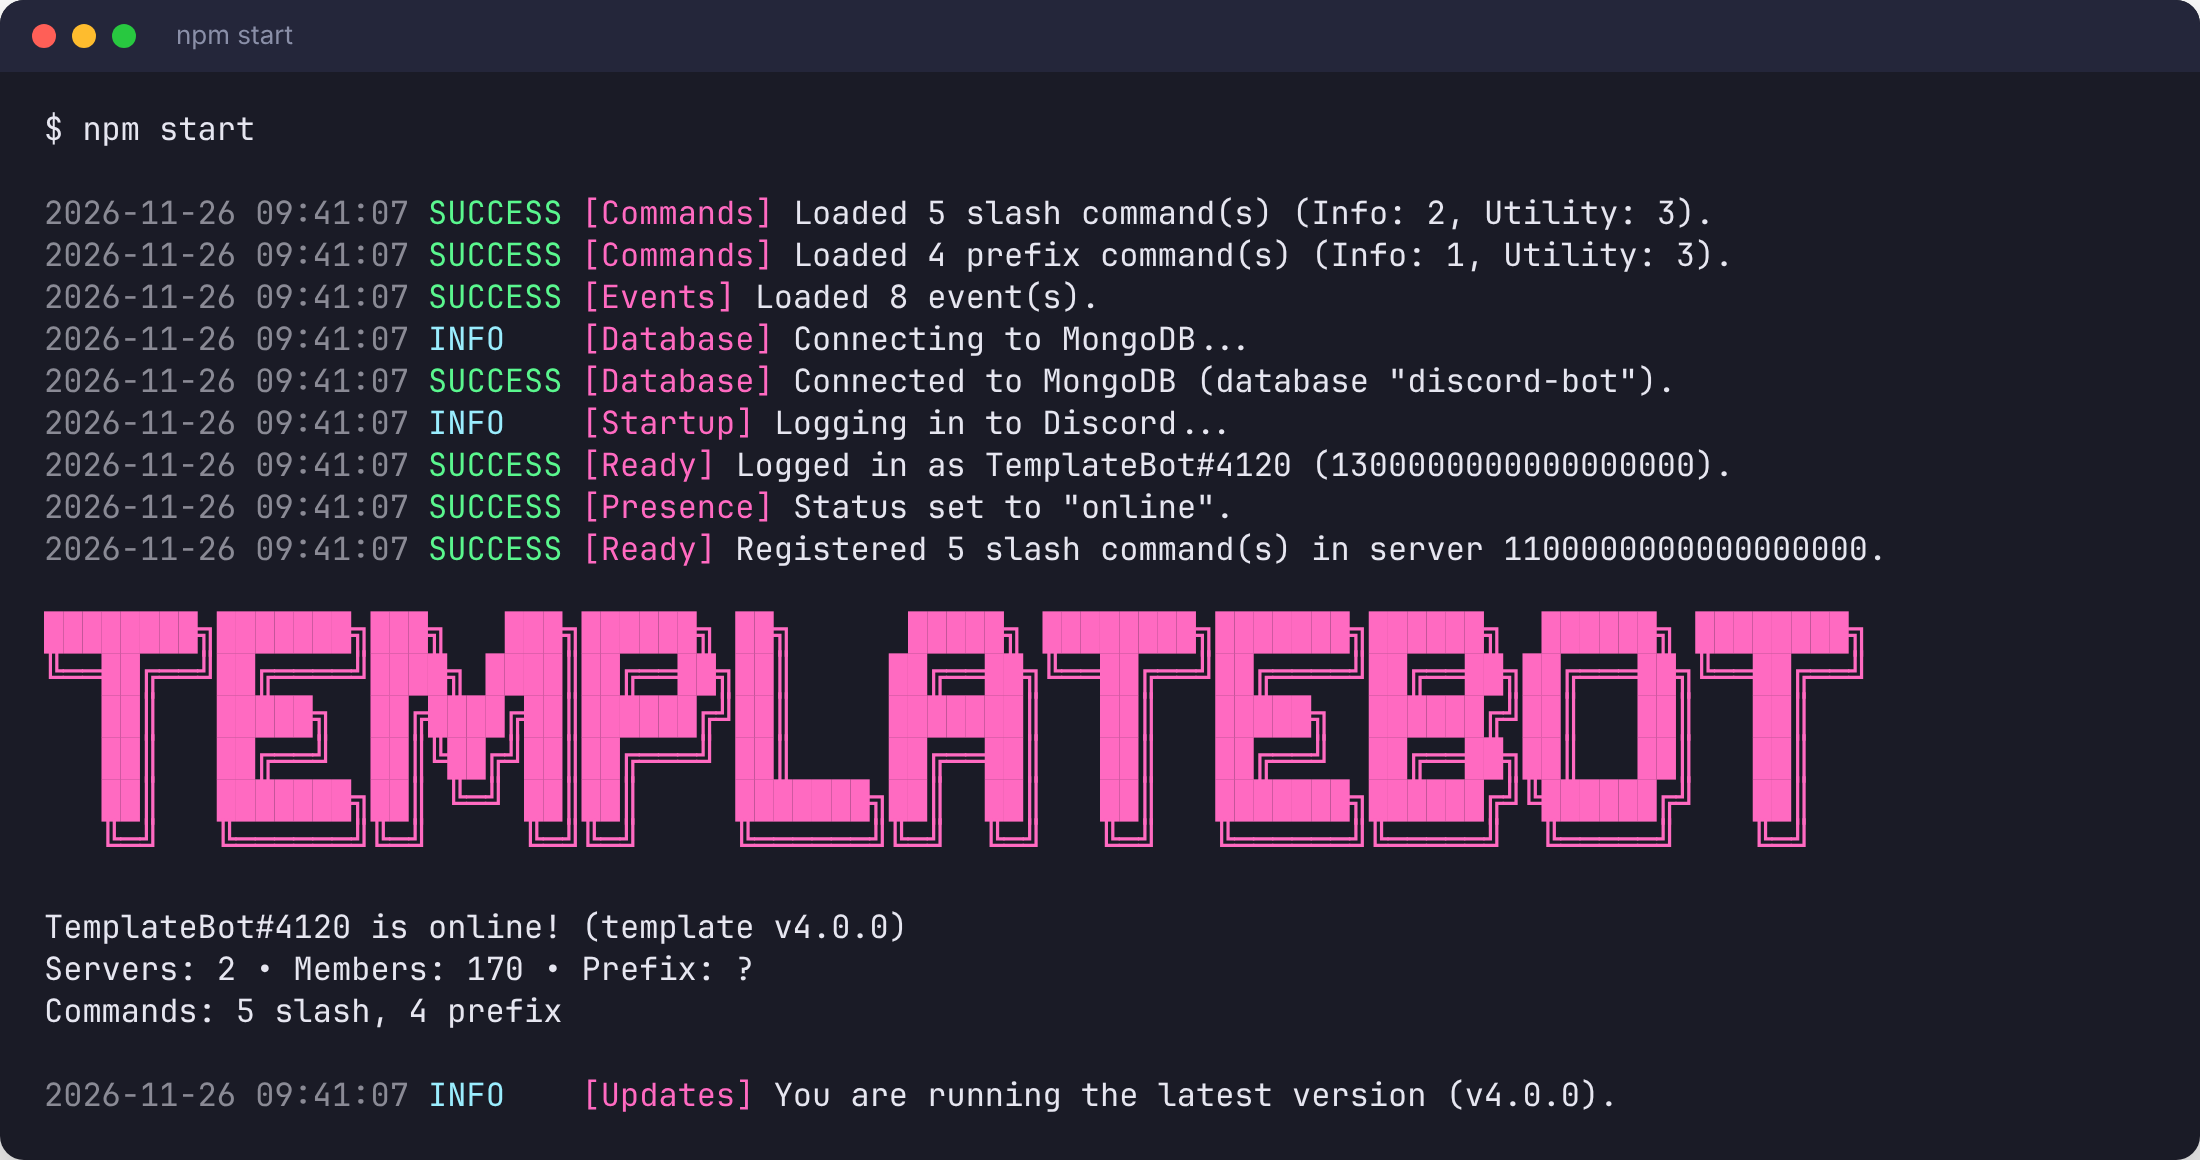 npm start
$ npm start
2026-11-26 09:41:07 SUCCESS [Commands] Loaded 5 slash command(s) (Info: 2, Utility: 3).
2026-11-26 09:41:07 SUCCESS [Commands] Loaded 4 prefix command(s) (Info: 1, Utility: 3).
2026-11-26 09:41:07 SUCCESS [Events] Loaded 8 event(s).
2026-11-26 09:41:07 INFO    [Database] Connecting to MongoDB...
2026-11-26 09:41:07 SUCCESS [Database] Connected to MongoDB (database "discord-bot").
2026-11-26 09:41:07 INFO    [Startup] Logging in to Discord...
2026-11-26 09:41:07 SUCCESS [Ready] Logged in as TemplateBot#4120 (1300000000000000000).
2026-11-26 09:41:07 SUCCESS [Presence] Status set to "online".
2026-11-26 09:41:07 SUCCESS [Ready] Registered 5 slash command(s) in server 1100000000000000000.
TEMPLATEBOT
TemplateBot#4120 is online! (template v4.0.0)
Servers: 2 • Members: 170 • Prefix: ?
Commands: 5 slash, 4 prefix
2026-11-26 09:41:07 INFO    [Updates] You are running the latest version (v4.0.0).